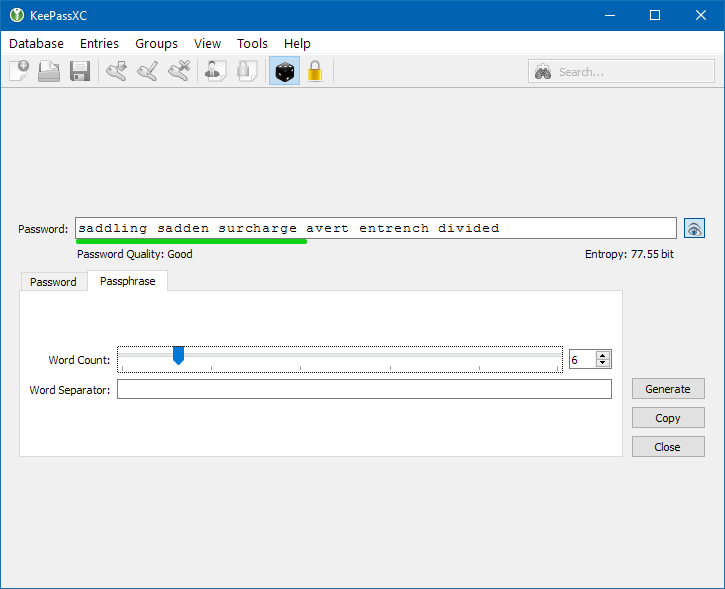 KeePassXC
Database Entries Groups View Tools Help
Search...
Password: saddling sadden surcharge avert entrench divided
Password Quality: Good Entropy: 77.55 bit
Password Passphrase
Word Count: 6
Word Separator:
Generate
Copy
Close